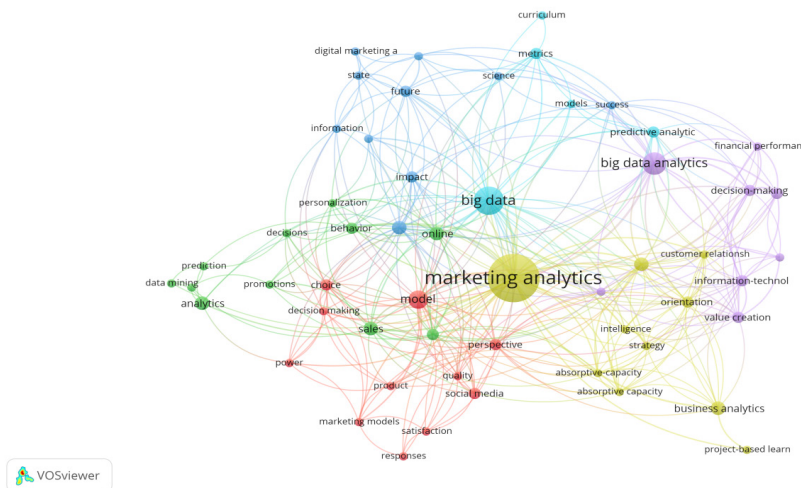 curriculum
digital marketing a
metrics
state
science
future
models
success
information
predictive analytic
financial performan
big data analytics
impact
decision-making
personalization
big data
decisions
behavior
online
customer relationsh
prediction
marketing analytics
data mining
promotions
choice
information-technol
analytics
model
orientation
decision making
value creation
sales
intelligence
perspective
strategy
power
absorptive-capacity
quality
product
social media
absorptive capacity
business analytics
marketing models
satisfaction
project-based learn
responses
VOSviewer